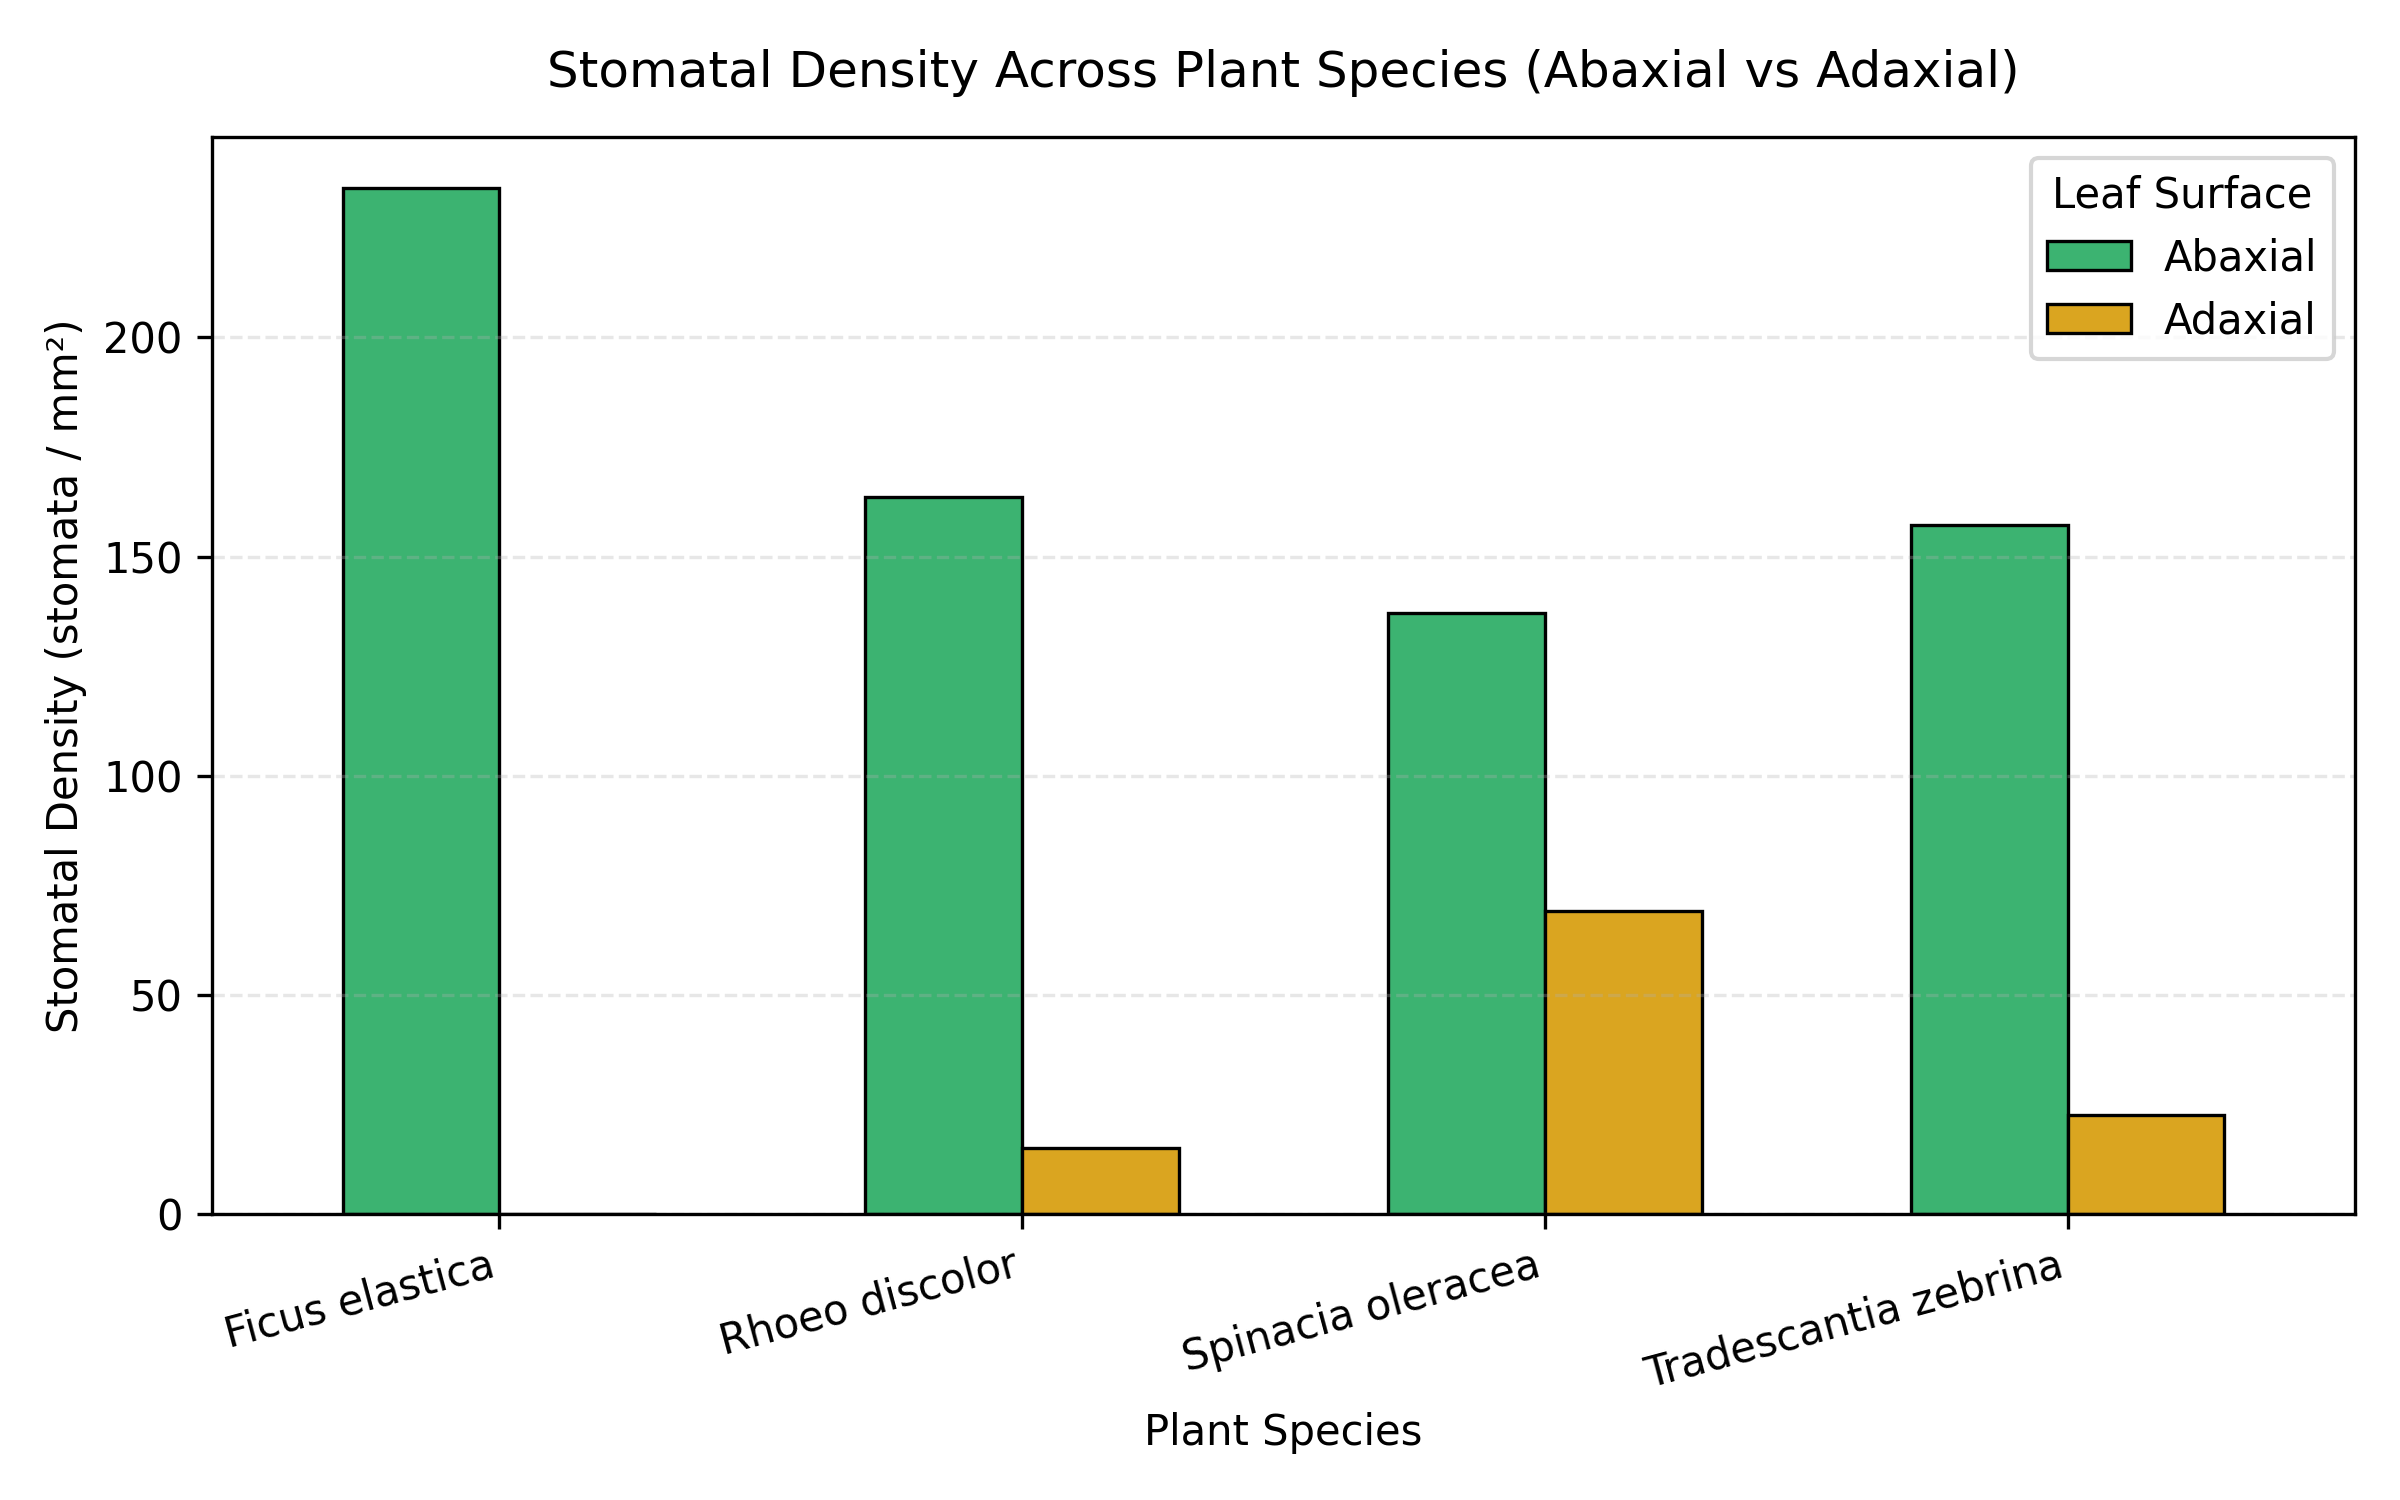 Stomatal Density Across Plant Species (Abaxial vs Adaxial)
Leaf Surface
Abaxial
Adaxial
Stomatal Density (stomata / mm²)
200
150
100
50
0
Ficus elastica
Rhoeo discolor
Spinacia oleracea
Tradescantia zebrina
Plant Species